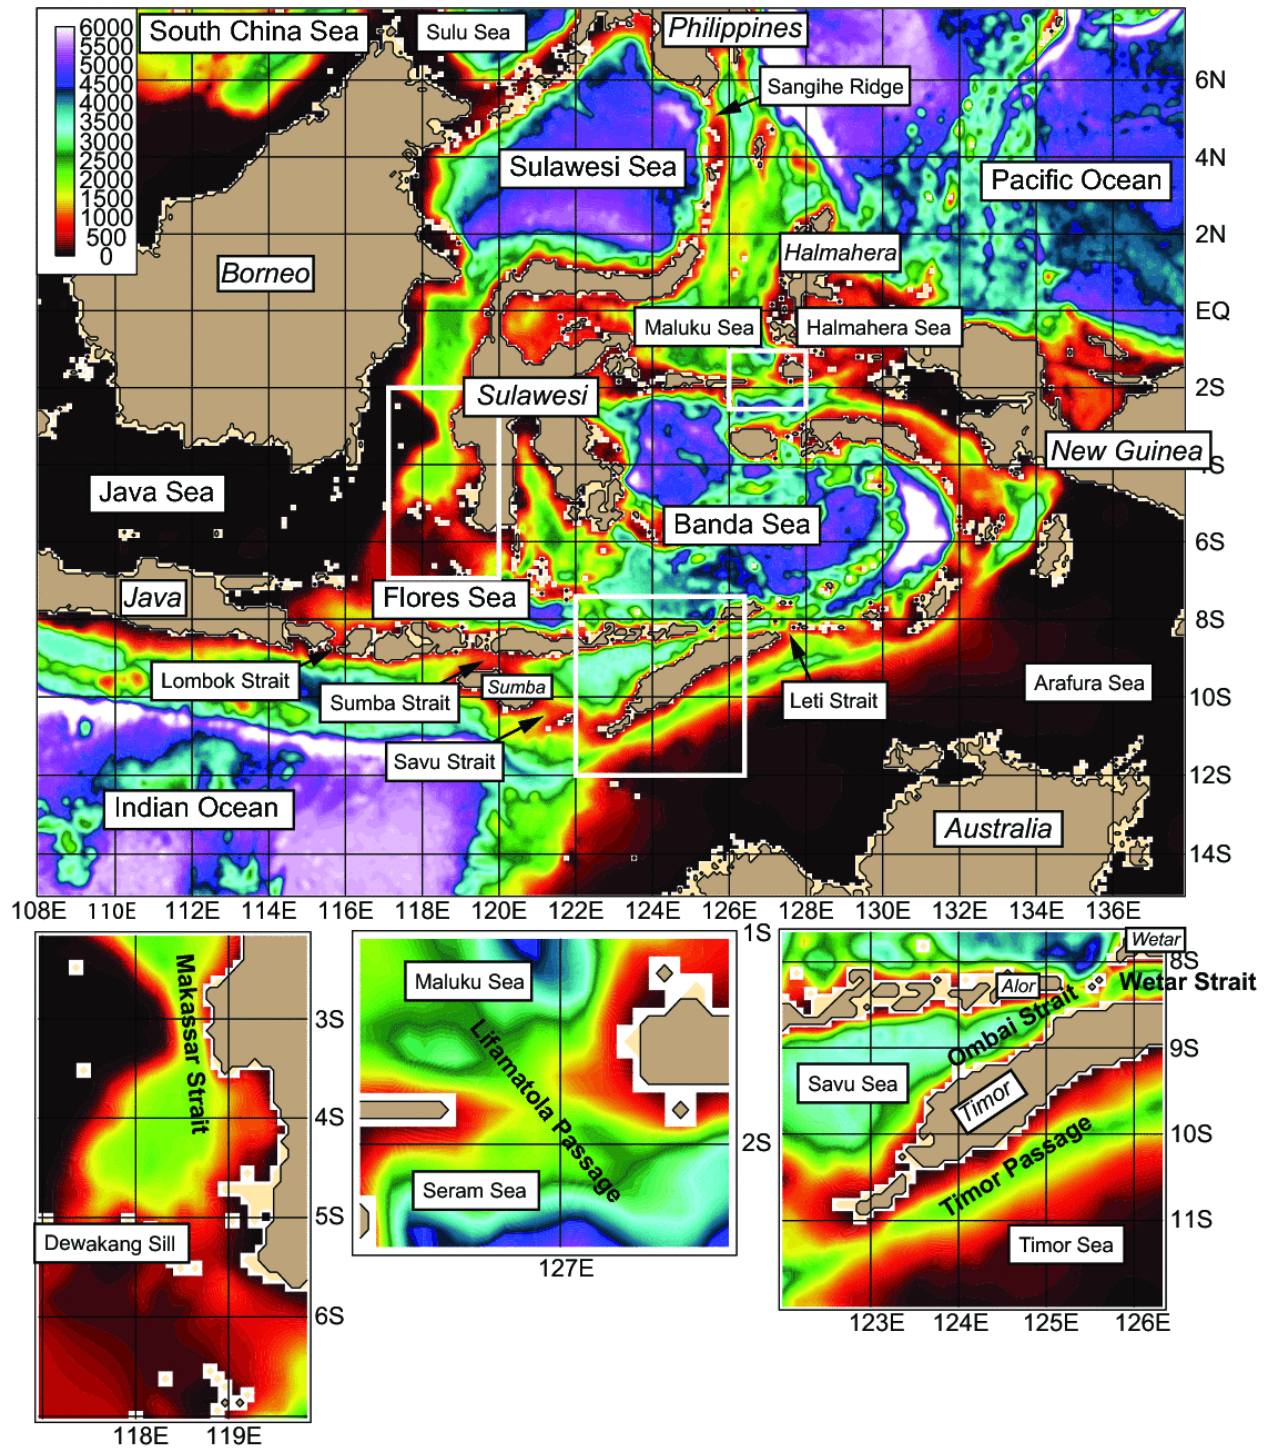 6000
5500
5000
4500
4000
3500
3000
2500
2000
1500
1000
500
0
South China Sea
Sulu Sea
Philippines
Sangihe Ridge
Sulawesi Sea
Pacific Ocean
Borneo
Halmahera
Maluku Sea
Halmahera Sea
Sulawesi
New Guinea
Java Sea
Banda Sea
Java
Flores Sea
Lombok Strait
Sumba Strait
Sumba
Leti Strait
Arafura Sea
Savu Strait
Indian Ocean
Australia
6N
4N
2N
EQ
2S
4S
6S
8S
10S
12S
14S
108E 110E 112E 114E 116E 118E 120E 122E 124E 126E 128E 130E 132E 134E 136E
Makassar Strait
Dewakang Sill
3S
4S
5S
6S
118E 119E
Maluku Sea
Lifamatola Passage
Seram Sea
1S
2S
127E
Wetar
Wetar Strait
Alor
Ombai Strait
Savu Sea
Timor
Timor Passage
Timor Sea
8S
9S
10S
11S
123E 124E 125E 126E